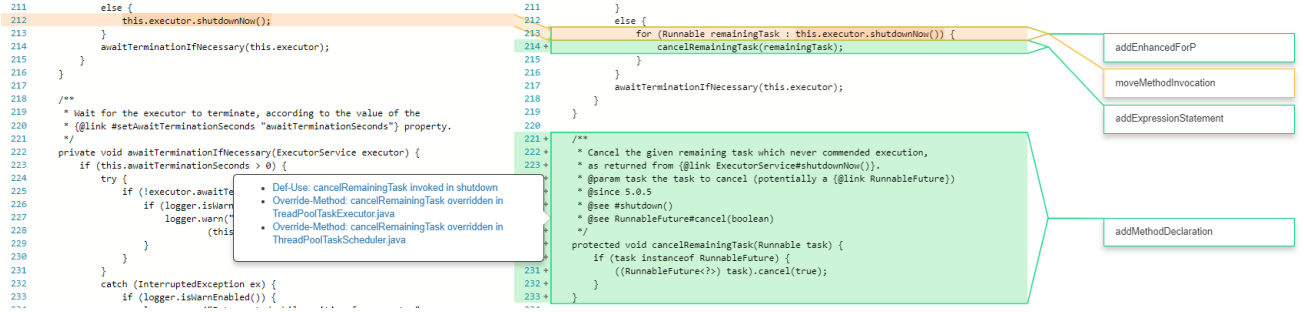 211 else {
212 this.executor.shutdownNow();
213 }
214 awaitTerminationIfNecessary(this.executor);
215 }
216 }
217
218 /**
219 * Wait for the executor to terminate, according to the value of the
220 * {@link #setAwaitTerminationSeconds "awaitTerminationSeconds"} property.
221 */
222 private void awaitTerminationIfNecessary(ExecutorService executor) {
223 if (this.awaitTerminationSeconds > 0) {
224 try {
225 if (!executor.awaitTe
226 if (logger.isWarn
227 logger.warn("
228 (this
229 }
230 }
231 }
232 catch (InterruptedException ex) {
233 if (logger.isWarnEnabled()) {
Def-Use: cancelRemainingTask invoked in shutdown
Override-Method: cancelRemainingTask overridden in
TreadPoolTaskExecutor.java
Override-Method: cancelRemainingTask overridden in
ThreadPoolTaskScheduler.java
211 }
212 else {
213 for (Runnable remainingTask : this.executor.shutdownNow()) {
214 + cancelRemainingTask(remainingTask);
215 }
216 }
217 awaitTerminationIfNecessary(this.executor);
218 }
219 }
220
221 + /**
222 + * Cancel the given remaining task which never commended execution,
223 + * as returned from {@link ExecutorService#shutdownNow()}.
* @param task the task to cancel (potentially a {@link RunnableFuture})
* @since 5.0.5
* @see #shutdown()
* @see RunnableFuture#cancel(boolean)
*/
protected void cancelRemainingTask(Runnable task) {
if (task instanceof RunnableFuture) {
231 + ((RunnableFuture<?>) task).cancel(true);
232 + }
233 + }
addEnhancedForP
moveMethodInvocation
addExpressionStatement
addMethodDeclaration